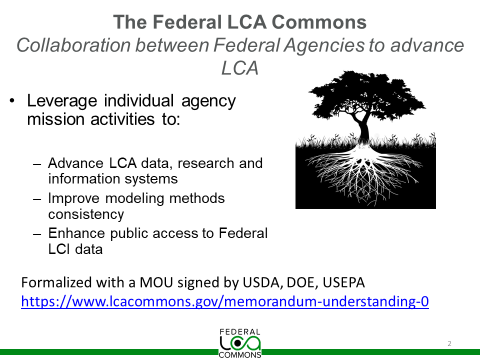 The Federal LCA Commons
Collaboration between Federal Agencies to advance
LCA
• Leverage individual agency
mission activities to:
– Advance LCA data, research and
information systems
– Improve modeling methods
consistency
– Enhance public access to Federal
LCI data
Formalized with a MOU signed by USDA, DOE, USEPA
https://www.lcacommons.gov/memorandum-understanding-0
FEDERAL
LCA
COMMONS
2